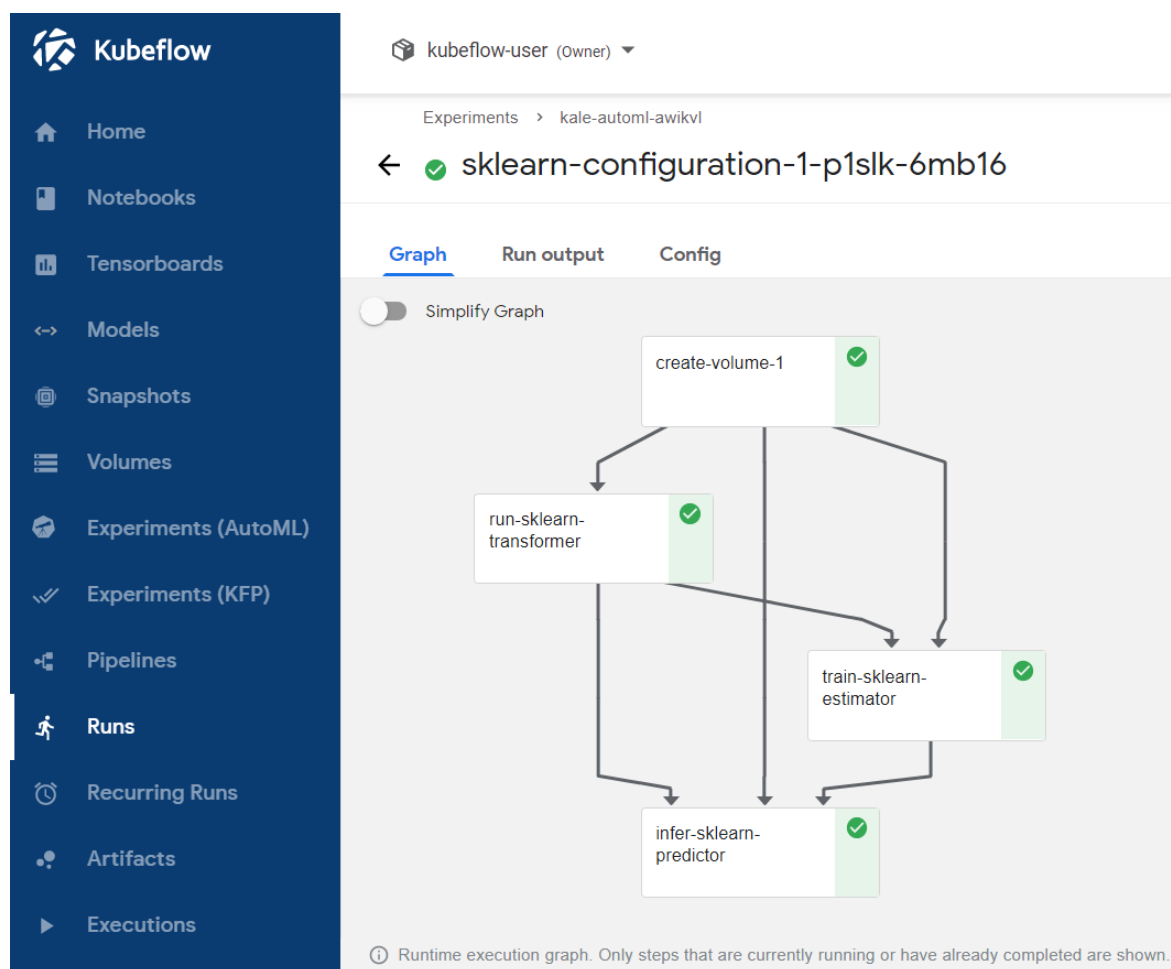 Kubeflow
Home
Notebooks
Tensorboards
Models
Snapshots
Volumes
Experiments (AutoML)
Experiments (KFP)
Pipelines
Runs
Recurring Runs
Artifacts
Executions
kubeflow-user (Owner)
Experiments > kale-automl-awikvl
sklearn-configuration-1-p1slk-6mb16
Graph Run output Config
Simplify Graph
create-volume-1
run-sklearn-
transformer
train-sklearn-
estimator
infer-sklearn-
predictor
Runtime execution graph. Only steps that are currently running or have already completed are shown.